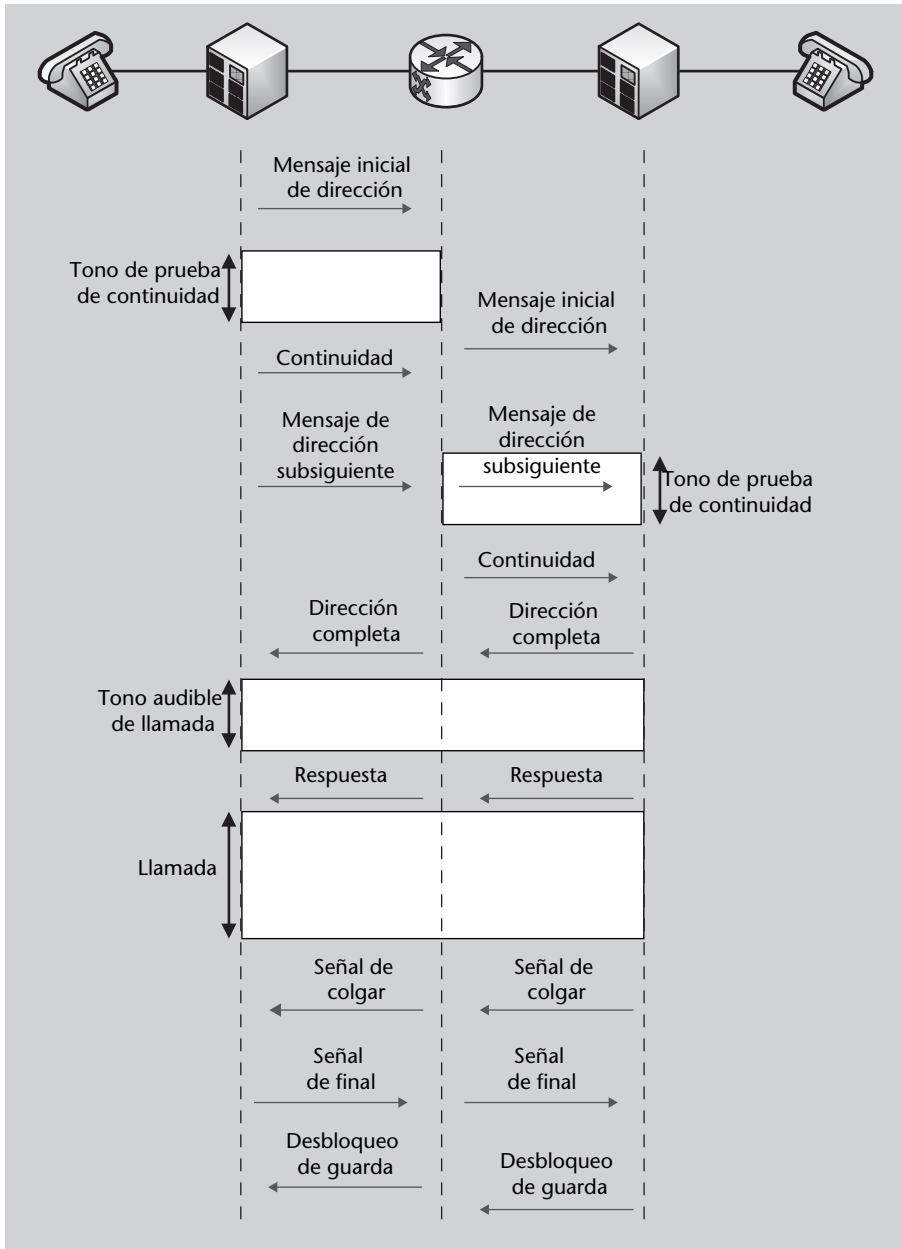 Mensaje inicial
de dirección
Tono de prueba
de continuidad
Mensaje inicial
de dirección
Continuidad
Mensaje de
dirección
subsiguiente
Mensaje de
dirección
subsiguiente
Tono de prueba
de continuidad
Continuidad
Dirección
completa
Dirección
completa
Tono audible
de llamada
Respuesta
Respuesta
Llamada
Señal de
colgar
Señal de
colgar
Señal
de final
Señal
de final
Desbloqueo
de guarda
Desbloqueo
de guarda